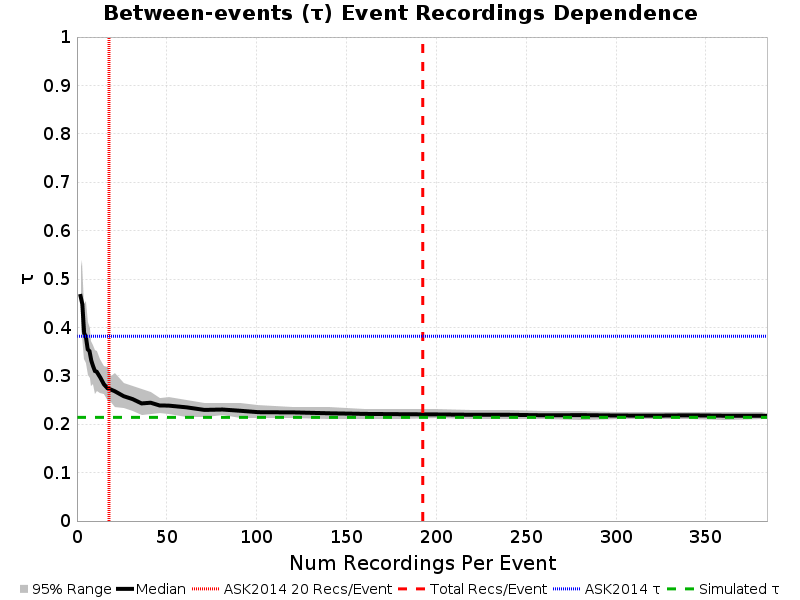 Between-events (τ) Event Recordings Dependence
1
0.9
0.8
0.7
0.6
τ
0.5
0.4
0.3
0.2
0.1
0
0 50 100 150 200 250 300 350
Num Recordings Per Event
95% Range Median ASK2014 20 Recs/Event Total Recs/Event ASK2014 τ Simulated τ